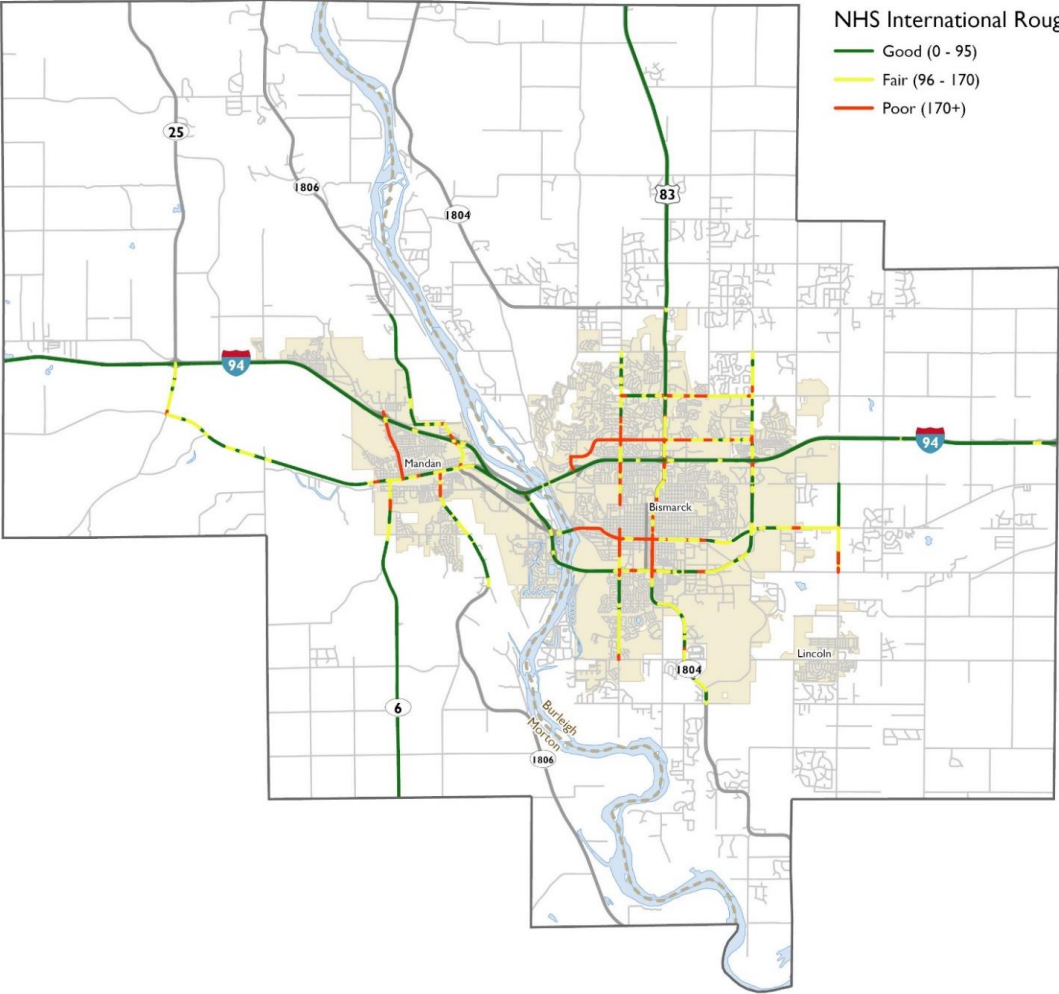 NHS International Roug
Good (0 - 95)
Fair (96 - 170)
Poor (170+)
25
1806
1804
83
94
94
Mandan
Bismarck
Lincoln
1804
6
Burleigh
Morton
1806